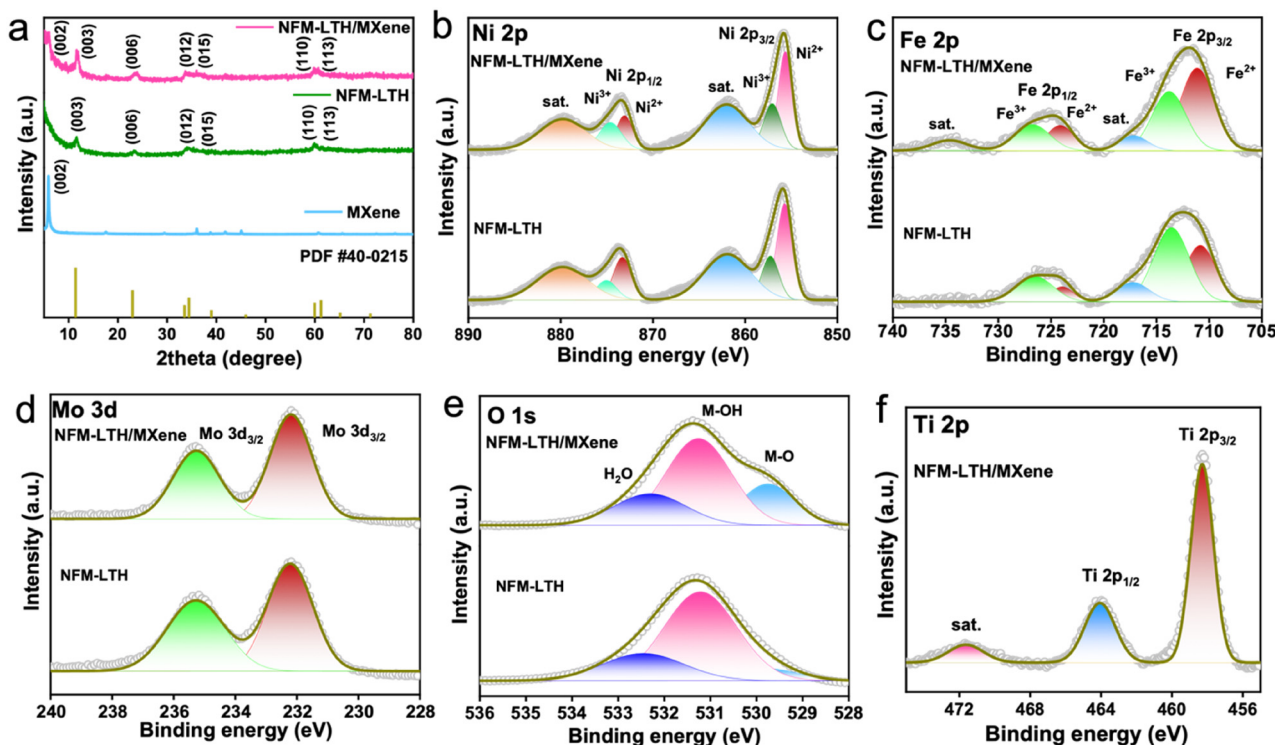 a
Intensity (a.u.)
(002)
(003)
(006)
(012)
(015)
(110)
(113)
NFM-LTH/MXene
(003)
(006)
(012)
(015)
(110)
(113)
NFM-LTH
(002)
MXene
PDF #40-0215
10 20 30 40 50 60 70 80
2theta (degree)
b
Ni 2p
Intensity (a.u.)
NFM-LTH/MXene
sat.
Ni 2p1/2
Ni3+
Ni2+
sat.
Ni 2p3/2
Ni3+
Ni2+
NFM-LTH
890 880 870 860 850
Binding energy (eV)
c
Fe 2p
Intensity (a.u.)
NFM-LTH/MXene
sat.
Fe 2p1/2
Fe3+
Fe2+
sat.
Fe 2p3/2
Fe3+
Fe2+
NFM-LTH
740 735 730 725 720 715 710 705
Binding energy (eV)
d
Mo 3d
Intensity (a.u.)
NFM-LTH/MXene
Mo 3d3/2
Mo 3d3/2
NFM-LTH
240 238 236 234 232 230 228
Binding energy (eV)
e
O 1s
Intensity (a.u.)
NFM-LTH/MXene
H2O
M-OH
M-O
NFM-LTH
536 535 534 533 532 531 530 529 528
Binding energy (eV)
f
Ti 2p
Intensity (a.u.)
NFM-LTH/MXene
sat.
Ti 2p1/2
Ti 2p3/2
472 468 464 460 456
Binding energy (eV)